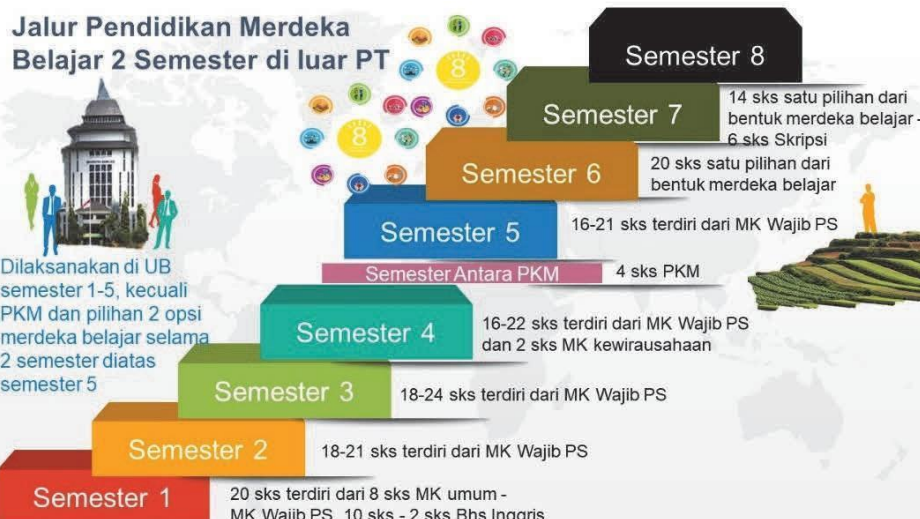 Jalur Pendidikan Merdeka
Belajar 2 Semester di luar PT
8
8
Semester 8
Semester 7
14 sks satu pilihan dari
bentuk merdeka belajar -
6 sks Skripsi
Semester 6
20 sks satu pilihan dari
bentuk merdeka belajar
Semester 5
16-21 sks terdiri dari MK Wajib PS
Semester Antara PKM
4 sks PKM
Dilaksanakan di UB
semester 1-5, kecuali
PKM dan pilihan 2 opsi
merdeka belajar selama
2 semester diatas
semester 5
Semester 4
16-22 sks terdiri dari MK Wajib PS
dan 2 sks MK kewirausahaan
Semester 3
18-24 sks terdiri dari MK Wajib PS
Semester 2
18-21 sks terdiri dari MK Wajib PS
Semester 1
20 sks terdiri dari 8 sks MK umum -
MK Wajib PS 10 sks - 2 sks Bhs Inggris